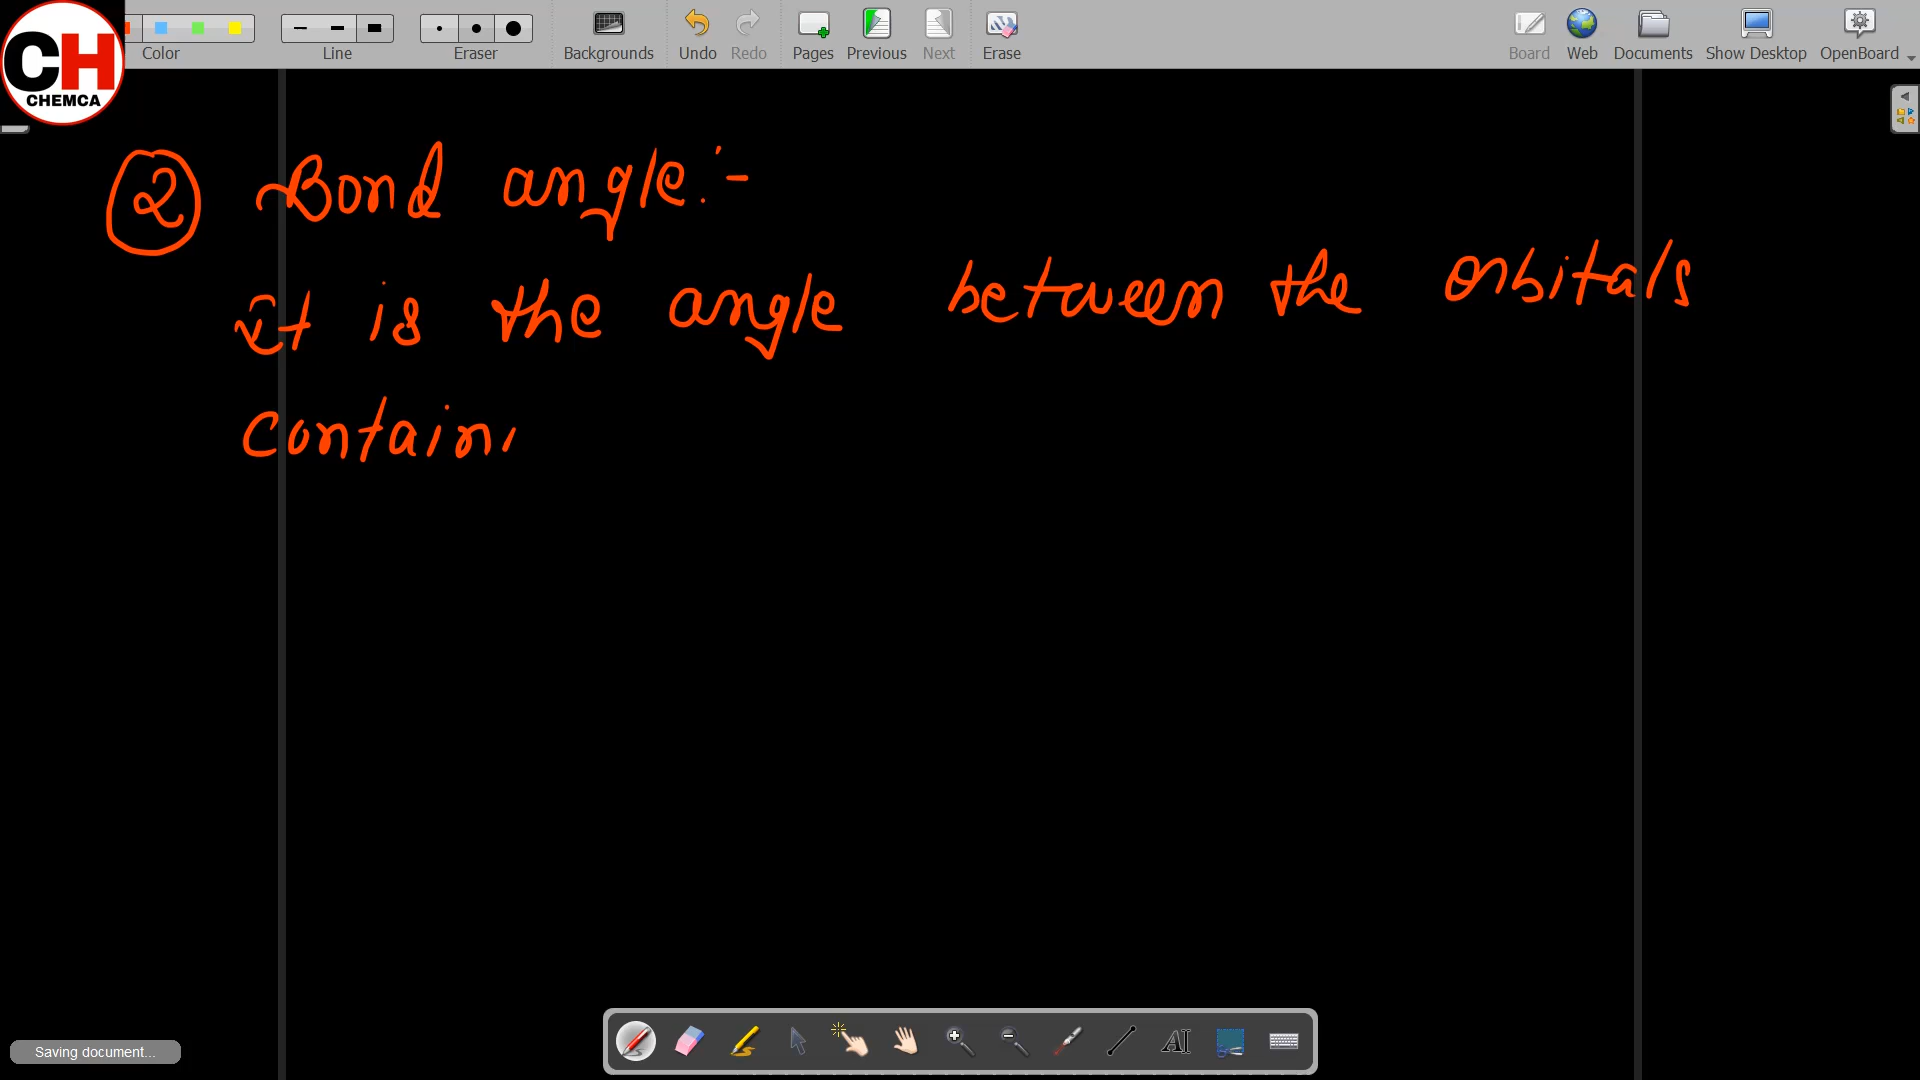 CH
CHEMCA
Color Line Eraser Backgrounds Undo Redo Pages Previous Next Erase Board Web Documents Show Desktop OpenBoard
② Bond angle:-
It is the angle between the orbitals
Containi
Saving document...